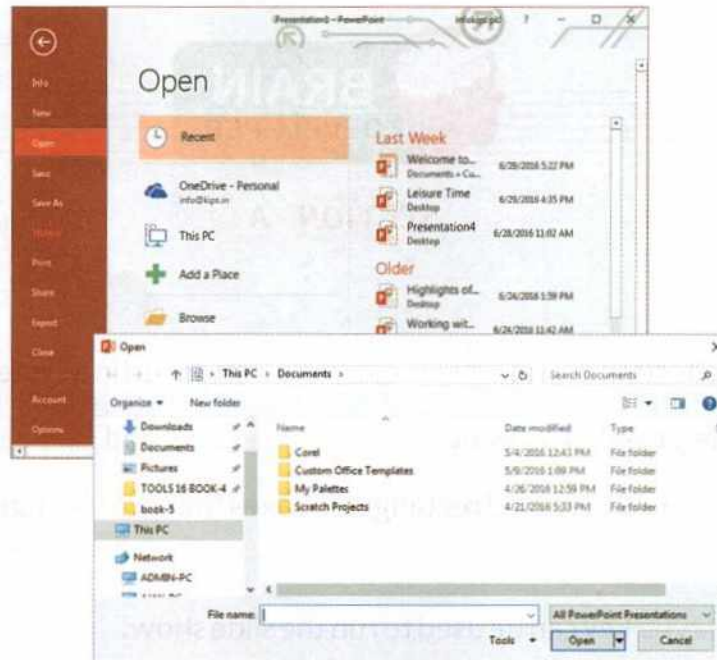 Presentation1 - PowerPoint
?
Open
Info
New
Open
Save
Save As
Print
Share
Export
Close
Account
Options
Recent
OneDrive - Personal
info@kips.in
This PC
Add a Place
Browse
Last Week
Welcome to...
Documents » Cu...
6/28/2016 5:22 PM
Leisure Time
Desktop
6/28/2016 4:35 PM
Presentation4
Desktop
6/28/2016 11:02 AM
Older
Highlights of...
Desktop
6/24/2016 1:59 PM
Working wit...
6/24/2016 11:42 AM
Open
This PC › Documents ›
Search Documents
Organize
New folder
Downloads
Documents
Pictures
TOOLS 16 BOOK-4
book-5
This PC
Network
ADMIN-PC
Name
Date modified
Type
Corel
5/4/2016 12:43 PM
File folder
Custom Office Templates
5/9/2016 1:09 PM
File folder
My Palettes
4/26/2016 12:59 PM
File folder
Scratch Projects
4/21/2016 5:33 PM
File folder
File name:
All PowerPoint Presentations
Tools
Open
Cancel